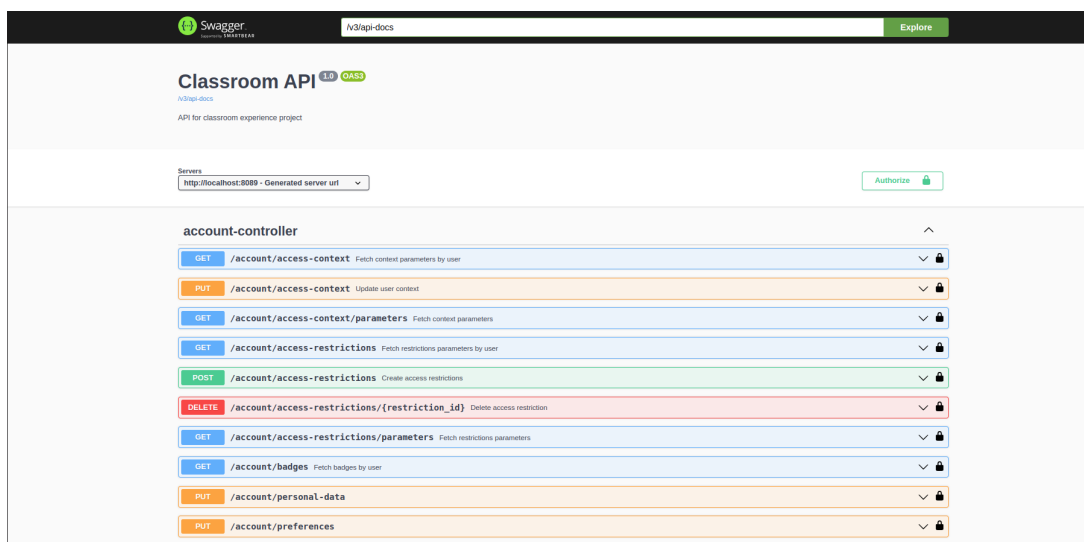 Swagger.
Supported by SMARTBEAR
/v3/api-docs
Explore
Classroom API 1.0 OAS3
/v3/api-docs
API for classroom experience project
Servers
http://localhost:8089 - Generated server url
Authorize
account-controller
GET /account/access-context Fetch context parameters by user
PUT /account/access-context Update user context
GET /account/access-context/parameters Fetch context parameters
GET /account/access-restrictions Fetch restrictions parameters by user
POST /account/access-restrictions Create access restrictions
DELETE /account/access-restrictions/{restriction_id} Delete access restriction
GET /account/access-restrictions/parameters Fetch restrictions parameters
GET /account/badges Fetch badges by user
PUT /account/personal-data
PUT /account/preferences